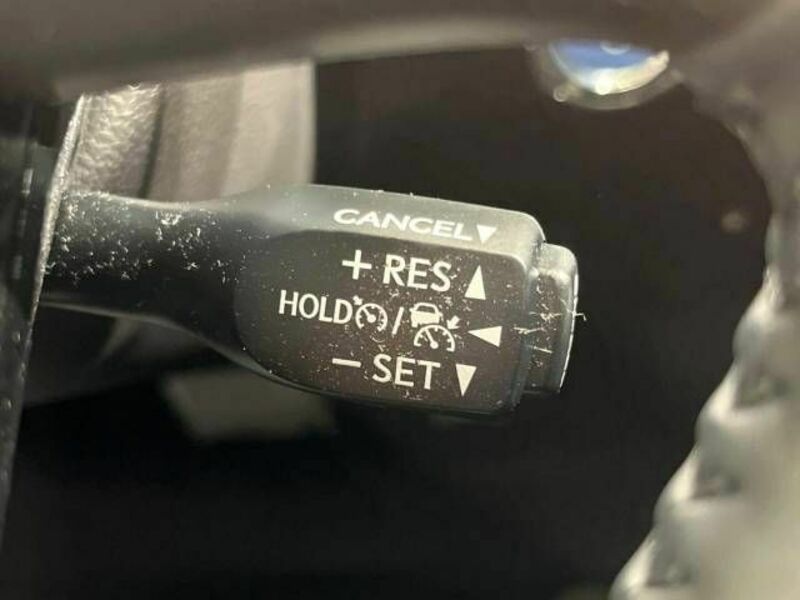 CANCEL▼
+ RES ▲
HOLD / ◀
− SET ▼